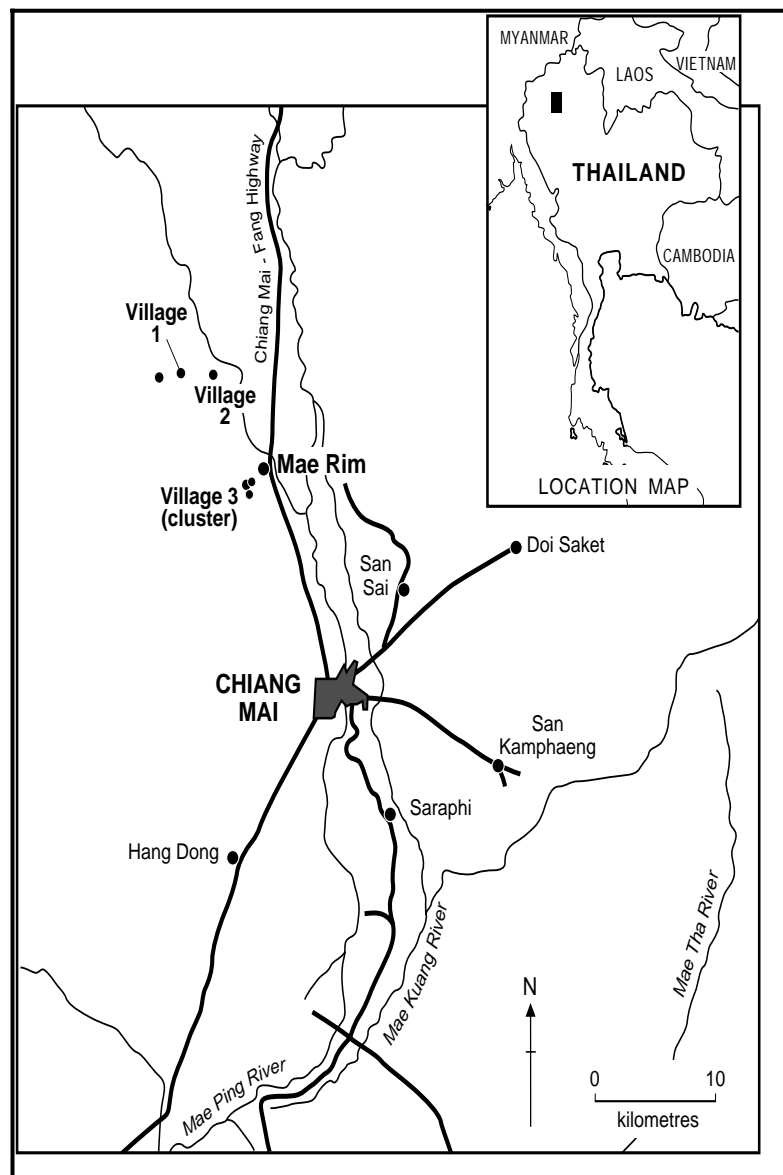 MYANMAR
LAOS
VIETNAM
THAILAND
CAMBODIA
LOCATION MAP
Chiang Mai - Fang Highway
Village
1
Village
2
Mae Rim
Village 3
(cluster)
Doi Saket
San
Sai
CHIANG
MAI
San
Kamphaeng
Saraphi
Hang Dong
Mae Kuang River
Mae Tha River
Mae Ping River
N
0 10
kilometres